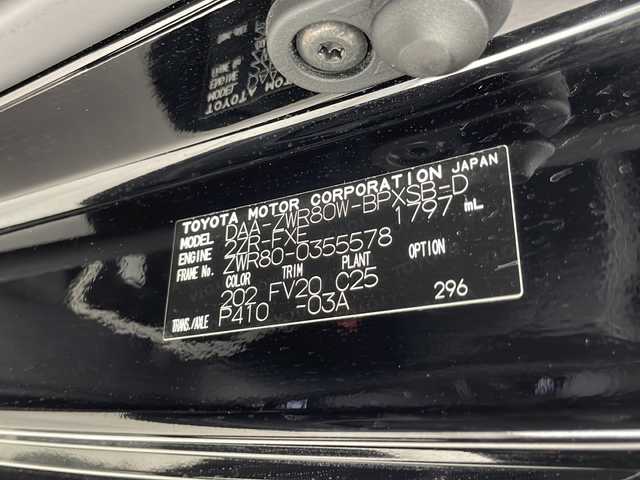 TOYOTA MOTOR CORPORATION JAPAN
MODEL DAA-ZWR80W-BPXSB-D
ENGINE 2ZR-FXE 1797 mL
FRAME No. ZWR80-0355578
COLOR TRIM PLANT OPTION
202 FV20 C25
TRANS./AXLE P410 -03A 296